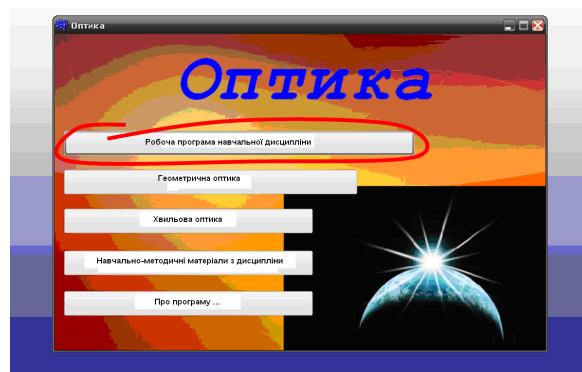 Оптика
Оптика
Робоча програма навчальної дисципліни
Геометрична оптика
Хвильова оптика
Навчально-методичні матеріали з дисципліни
Про програму ...